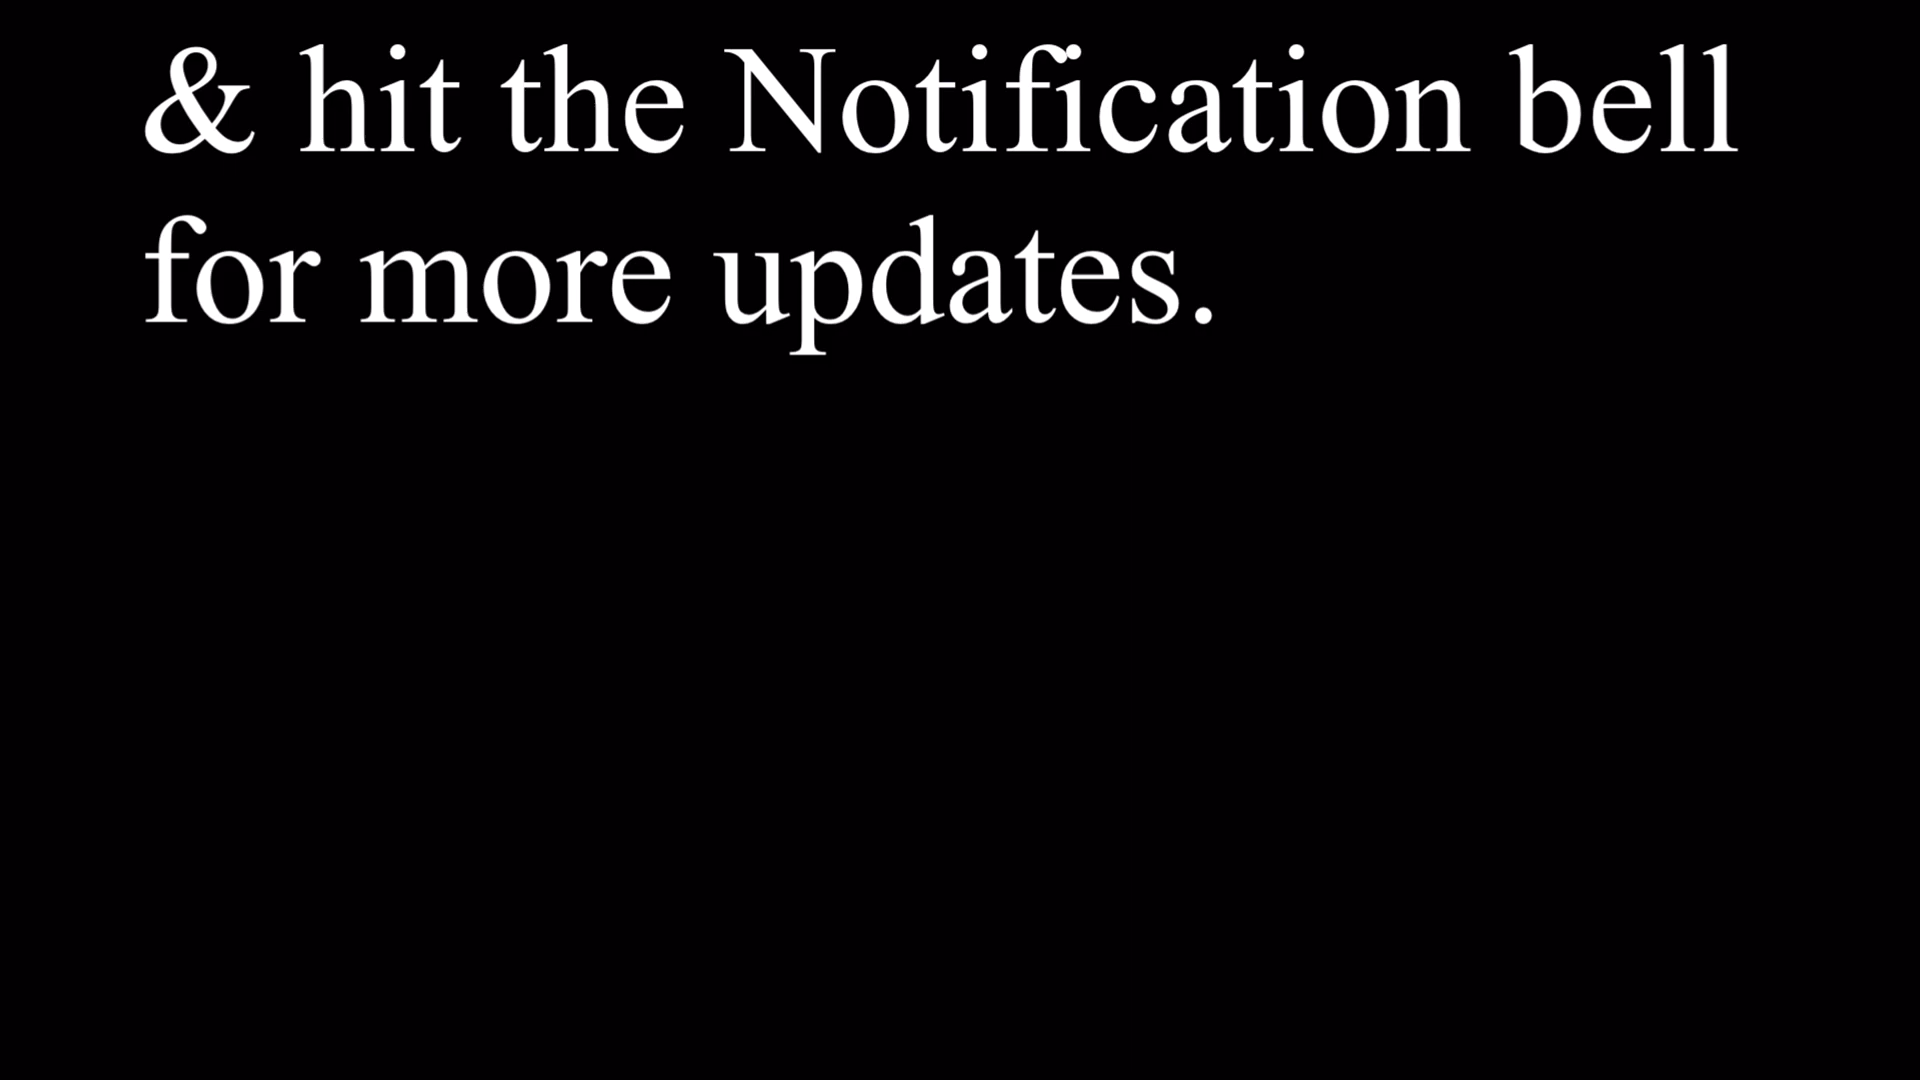 & hit the Notification bell
for more updates.